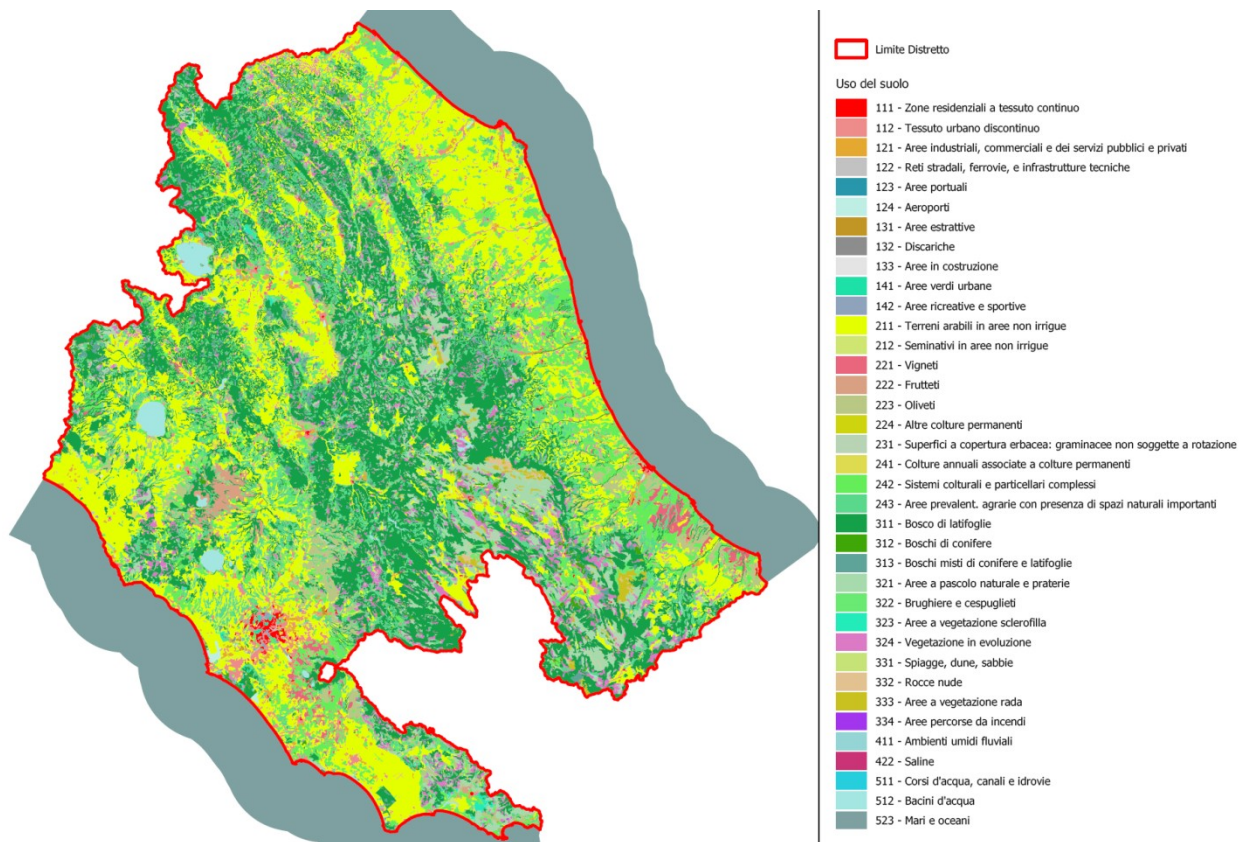 Limite Distretto
Uso del suolo
111 - Zone residenziali a tessuto continuo
112 - Tessuto urbano discontinuo
121 - Aree industriali, commerciali e dei servizi pubblici e privati
122 - Reti stradali, ferrovie, e infrastrutture tecniche
123 - Aree portuali
124 - Aeroporti
131 - Aree estrattive
132 - Discariche
133 - Aree in costruzione
141 - Aree verdi urbane
142 - Aree ricreative e sportive
211 - Terreni arabili in aree non irrigue
212 - Seminativi in aree non irrigue
221 - Vigneti
222 - Frutteti
223 - Oliveti
224 - Altre colture permanenti
231 - Superfici a copertura erbacea: graminacee non soggette a rotazione
241 - Colture annuali associate a colture permanenti
242 - Sistemi colturali e particellari complessi
243 - Aree prevalent. agrarie con presenza di spazi naturali importanti
311 - Bosco di latifoglie
312 - Boschi di conifere
313 - Boschi misti di conifere e latifoglie
321 - Aree a pascolo naturale e praterie
322 - Brughiere e cespuglieti
323 - Aree a vegetazione sclerofilla
324 - Vegetazione in evoluzione
331 - Spiagge, dune, sabbie
332 - Rocce nude
333 - Aree a vegetazione rada
334 - Aree percorse da incendi
411 - Ambienti umidi fluviali
422 - Saline
511 - Corsi d'acqua, canali e idrovie
512 - Bacini d'acqua
523 - Mari e oceani